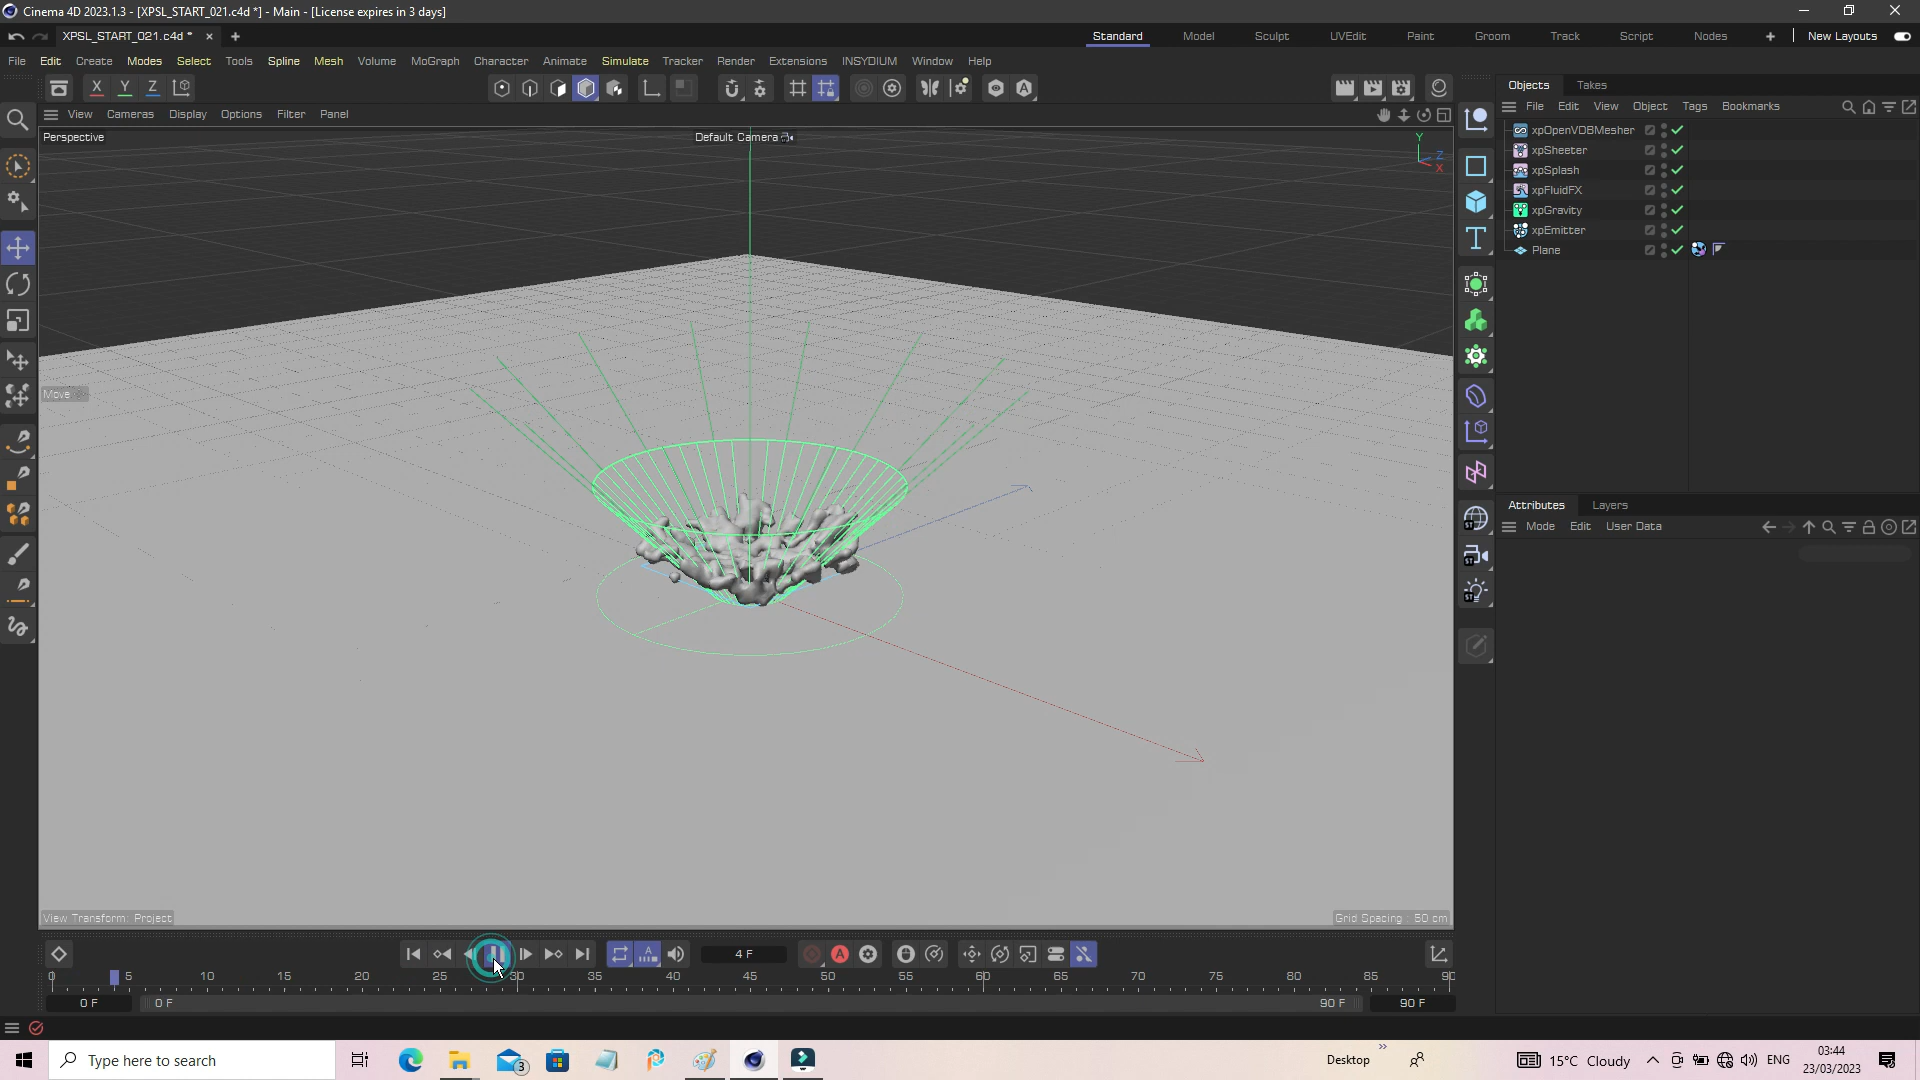 Cinema 4D 2023.1.3 - [XPSL_START_021.c4d *] - Main - [License expires in 3 days]
XPSL_START_021.c4d *
Standard Model Sculpt UVEdit Paint Groom Track Script Nodes New Layouts
File Edit Create Modes Select Tools Spline Mesh Volume MoGraph Character Animate Simulate Tracker Render Extensions INSYDIUM Window Help
X Y Z
Objects Takes
View Cameras Display Options Filter Panel
File Edit View Object Tags Bookmarks
Perspective
Default Camera
Y
Z
X
xpOpenVDBMesher
xpSheeter
xpSplash
xpFluidFX
xpGravity
xpEmitter
Plane
Move
Attributes Layers
Mode Edit User Data
View Transform: Project
Grid Spacing : 50 cm
4 F
0 5 10 15 20 25 30 35 40 45 50 55 60 65 70 75 80 85 90
0 F 0 F 90 F 90 F
Type here to search
3
Desktop
15°C Cloudy
ENG
03:44
23/03/2023